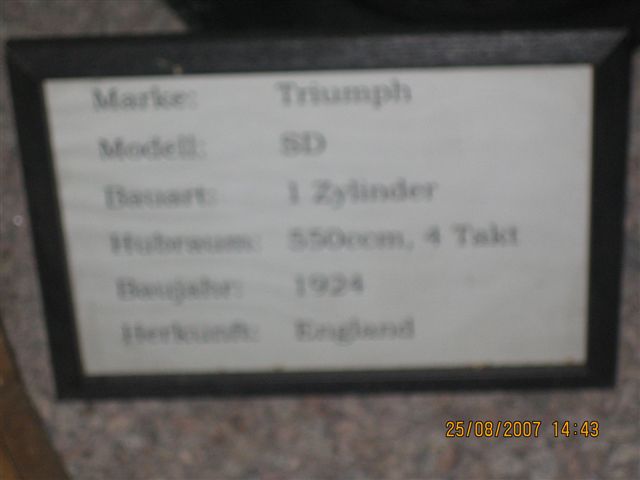 Marke: Triumph
Modell: SD
Bauart: 1 Zylinder
Hubraum: 550ccm, 4 Takt
Baujahr: 1924
Herkunft: England
25/08/2007 14:43